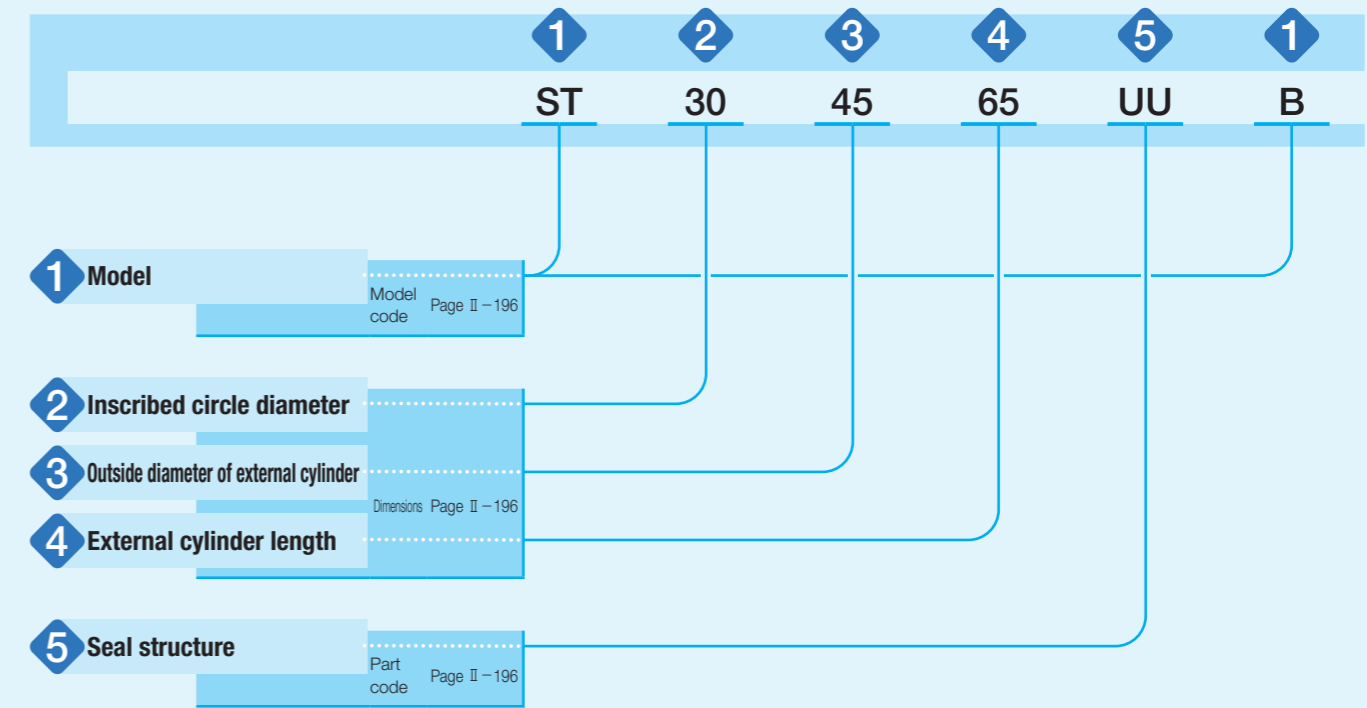 1 2 3 4 5 1
ST 30 45 65 UU B
1 Model
Model code Page Ⅱ－196
2 Inscribed circle diameter
3 Outside diameter of external cylinder
Dimensions Page Ⅱ－196
4 External cylinder length
5 Seal structure
Part code Page Ⅱ－196